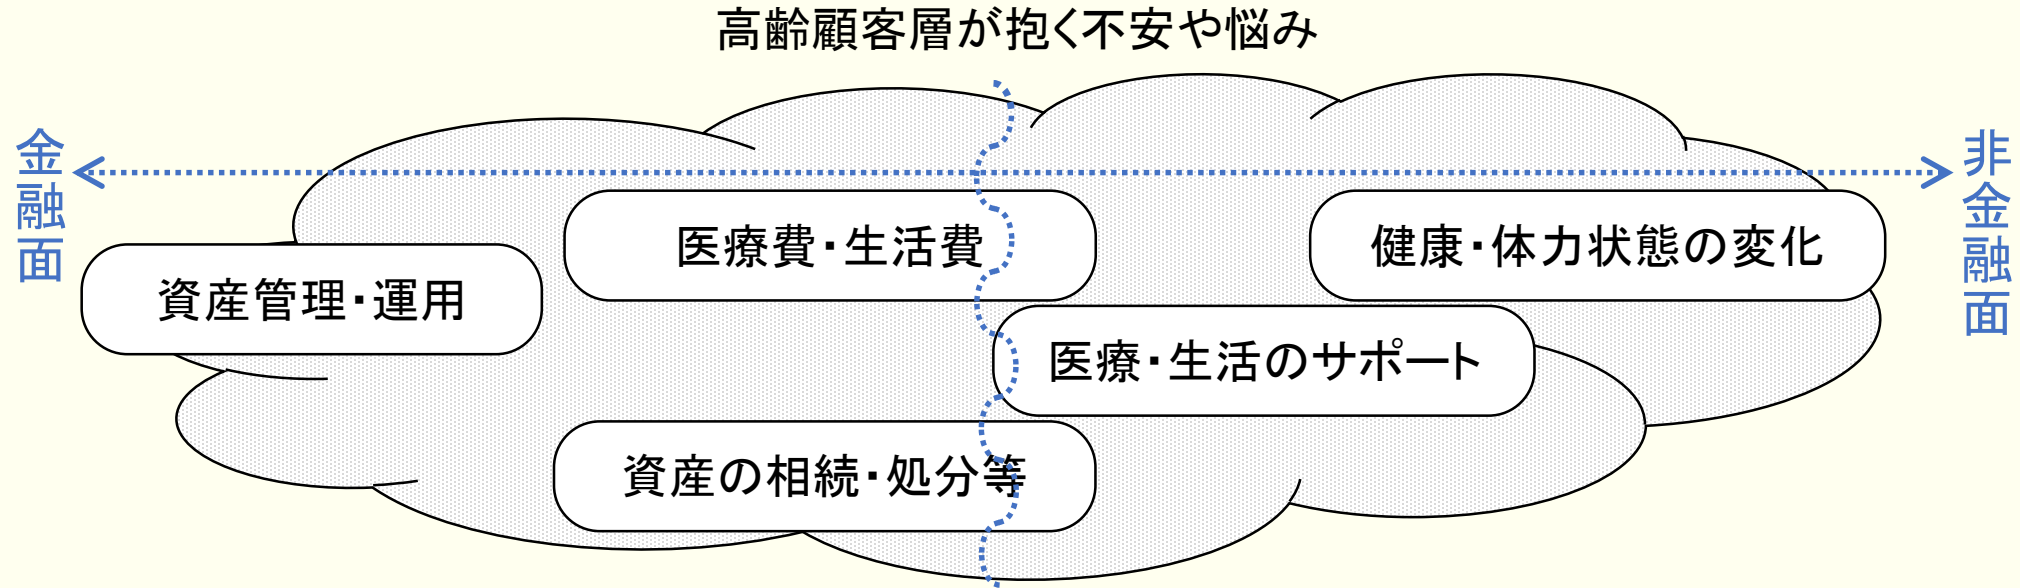 高齢顧客層が抱く不安や悩み
金融面
非金融面
医療費・生活費
健康・体力状態の変化
資産管理・運用
医療・生活のサポート
資産の相続・処分等